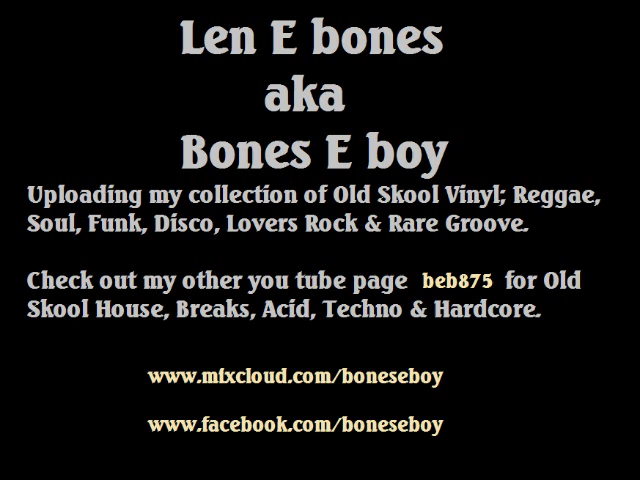 Len E bones
aka
Bones E boy
Uploading my collection of Old Skool Vinyl; Reggae,
Soul, Funk, Disco, Lovers Rock & Rare Groove.
Check out my other you tube page beb875 for Old
Skool House, Breaks, Acid, Techno & Hardcore.
www.mixcloud.com/boneseboy
www.facebook.com/boneseboy